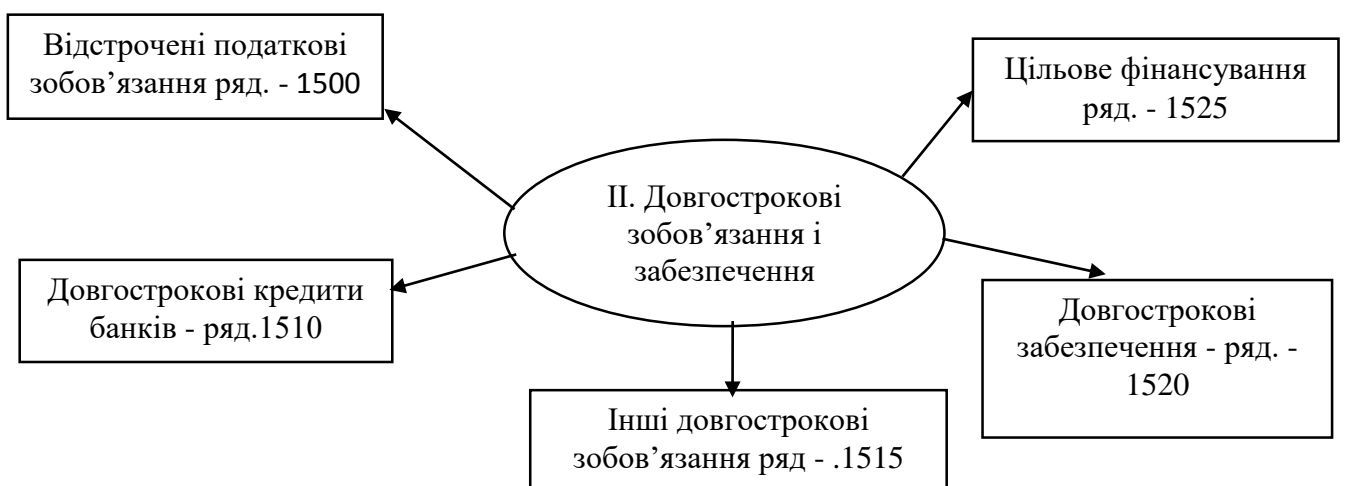 Відстрочені податкові
зобов’язання ряд. - 1500
Цільове фінансування
ряд. - 1525
ІІ. Довгострокові
зобов’язання і
забезпечення
Довгострокові кредити
банків - ряд.1510
Довгострокові
забезпечення - ряд. -
1520
Інші довгострокові
зобов’язання ряд - .1515